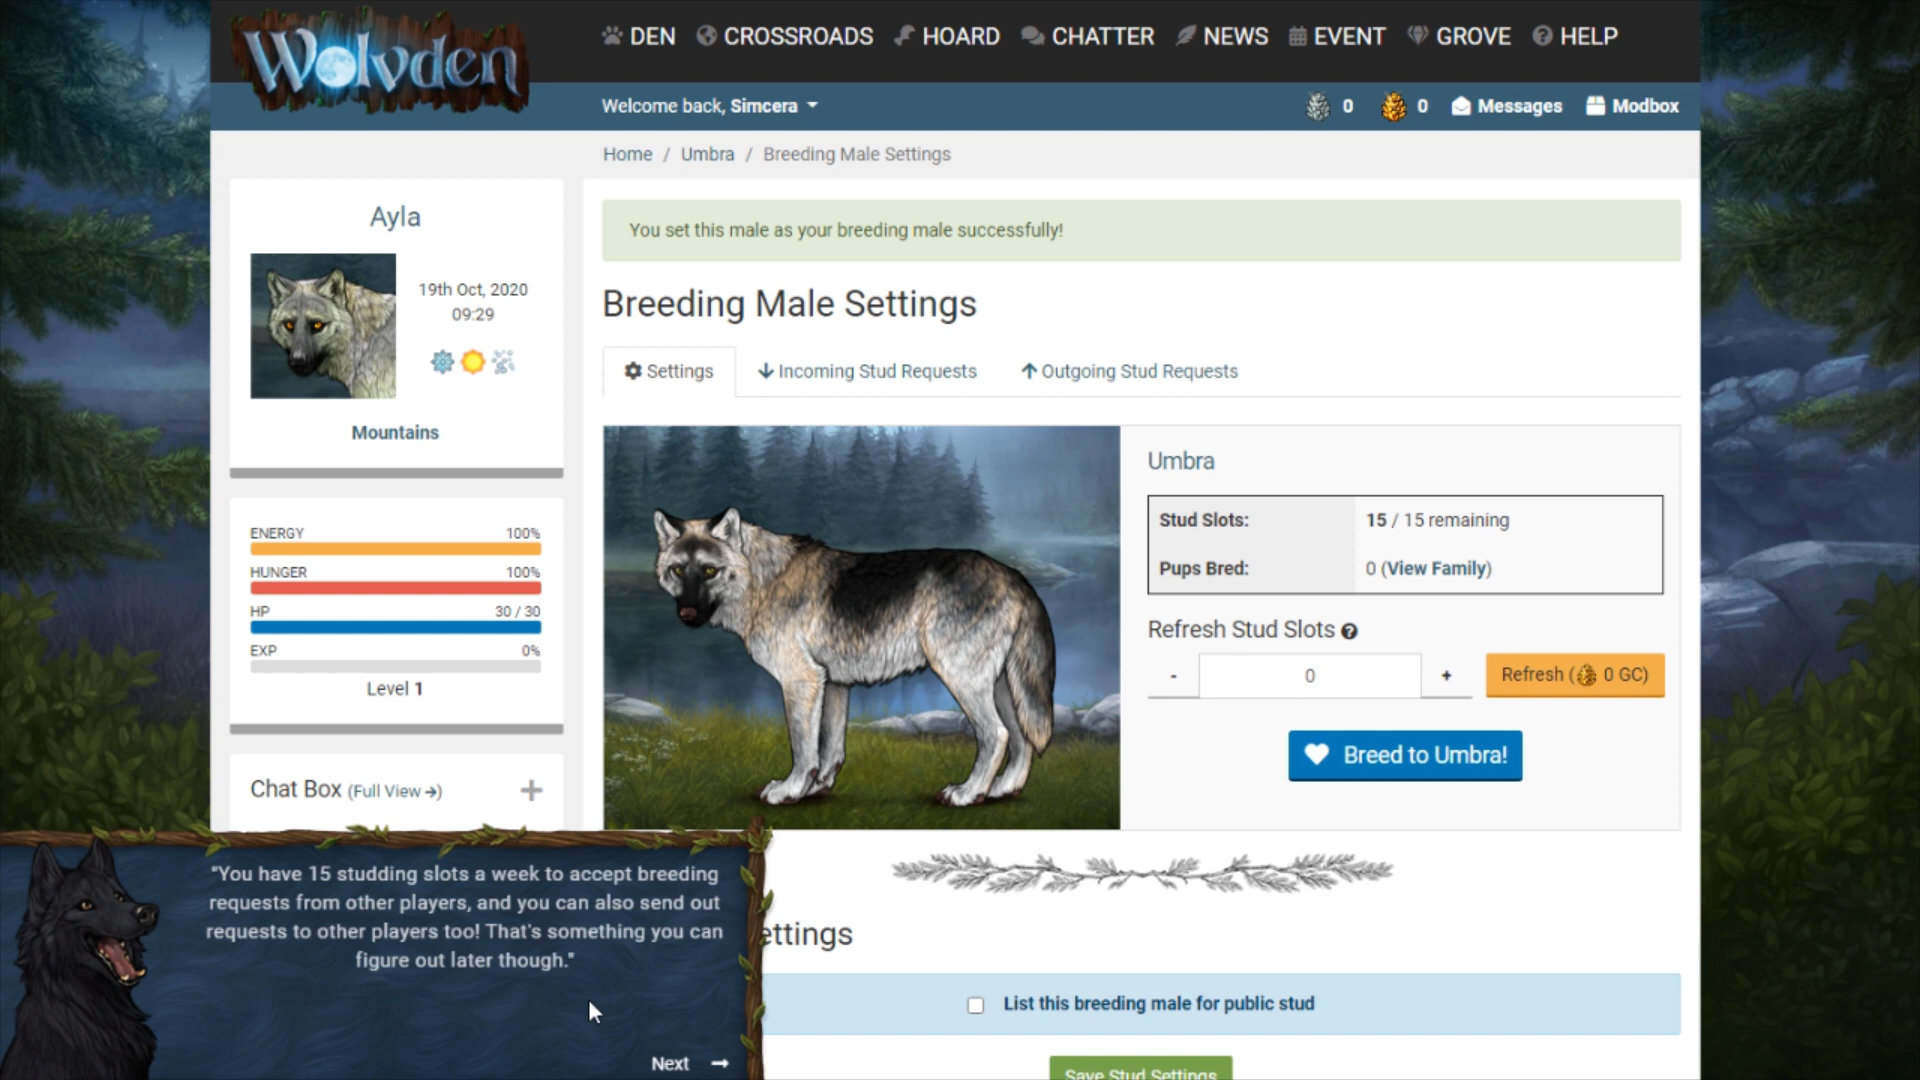 Wolvden
DEN CROSSROADS HOARD CHATTER NEWS EVENT GROVE HELP
Welcome back, Simcera
0 0 Messages Modbox
Home / Umbra / Breeding Male Settings
Ayla
19th Oct, 2020
09:29
Mountains
ENERGY 100%
HUNGER 100%
HP 30 / 30
EXP 0%
Level 1
Chat Box (Full View →)
You set this male as your breeding male successfully!
Breeding Male Settings
Settings Incoming Stud Requests Outgoing Stud Requests
Umbra
Stud Slots: 15 / 15 remaining
Pups Bred: 0 (View Family)
Refresh Stud Slots
- 0 + Refresh ( 0 GC)
Breed to Umbra!
ettings
List this breeding male for public stud
Save Stud Settings
"You have 15 studding slots a week to accept breeding
requests from other players, and you can also send out
requests to other players too! That's something you can
figure out later though."
Next →